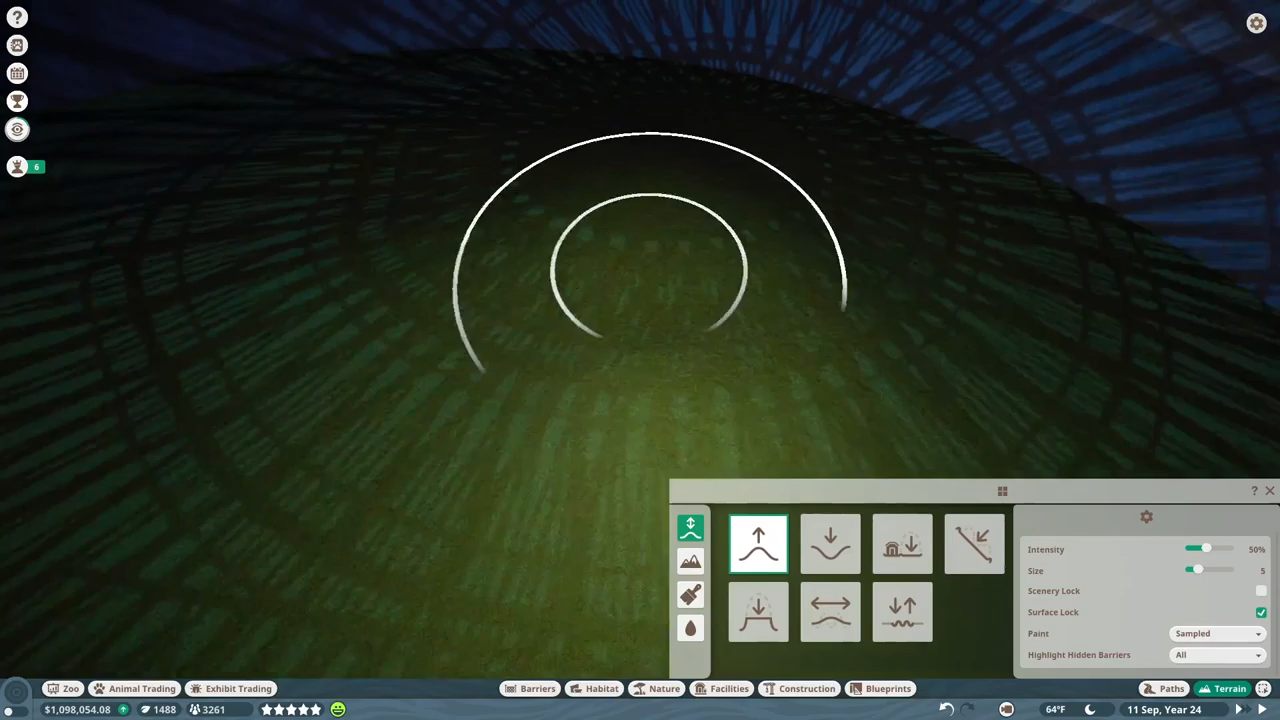 ?
6
?
Intensity 50%
Size 5
Scenery Lock
Surface Lock
Paint Sampled
Highlight Hidden Barriers All
Zoo Animal Trading Exhibit Trading Barriers Habitat Nature Facilities Construction Blueprints Paths Terrain
$1,098,054.08 1488 3261 64°F 11 Sep, Year 24